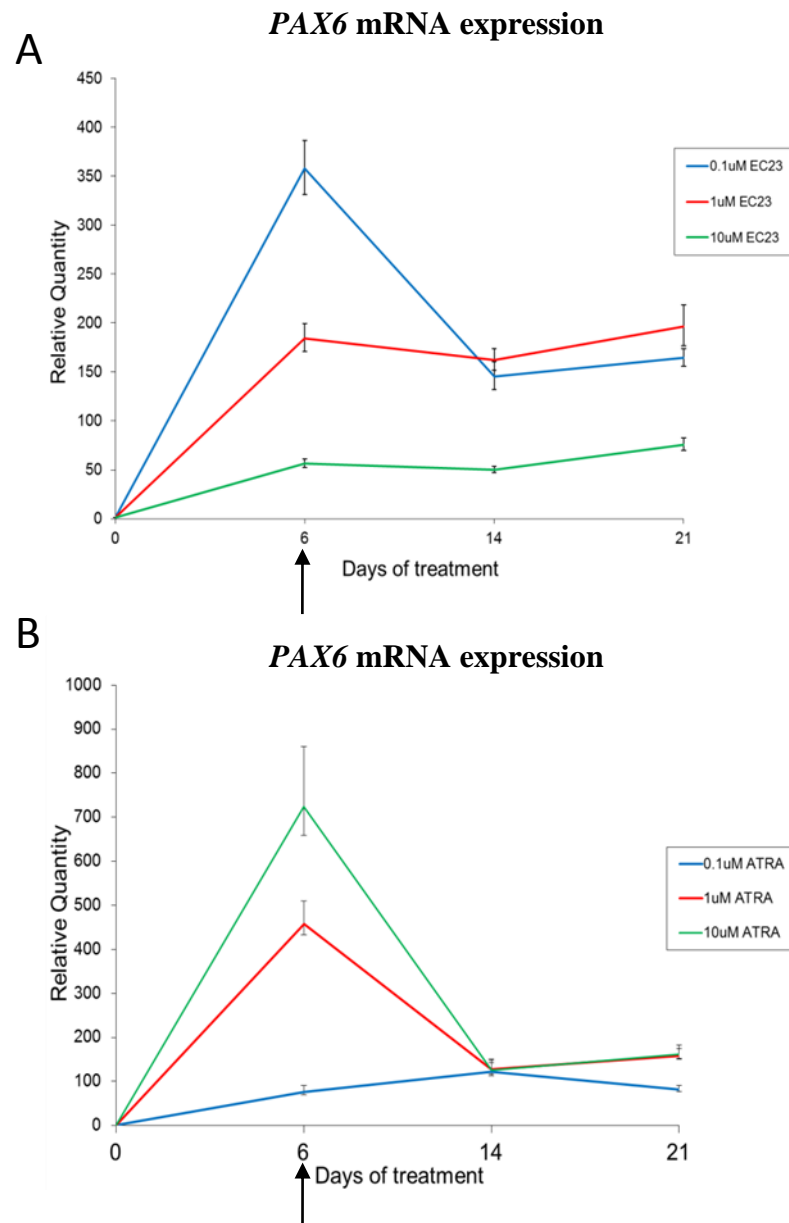 A
PAX6 mRNA expression
450
400
350
300
250
200
150
100
50
0
Relative Quantity
0 6 14 21
Days of treatment
0.1uM EC23
1uM EC23
10uM EC23
B
PAX6 mRNA expression
1000
900
800
700
600
500
400
300
200
100
0
Relative Quantity
0 6 14 21
Days of treatment
0.1uM ATRA
1uM ATRA
10uM ATRA